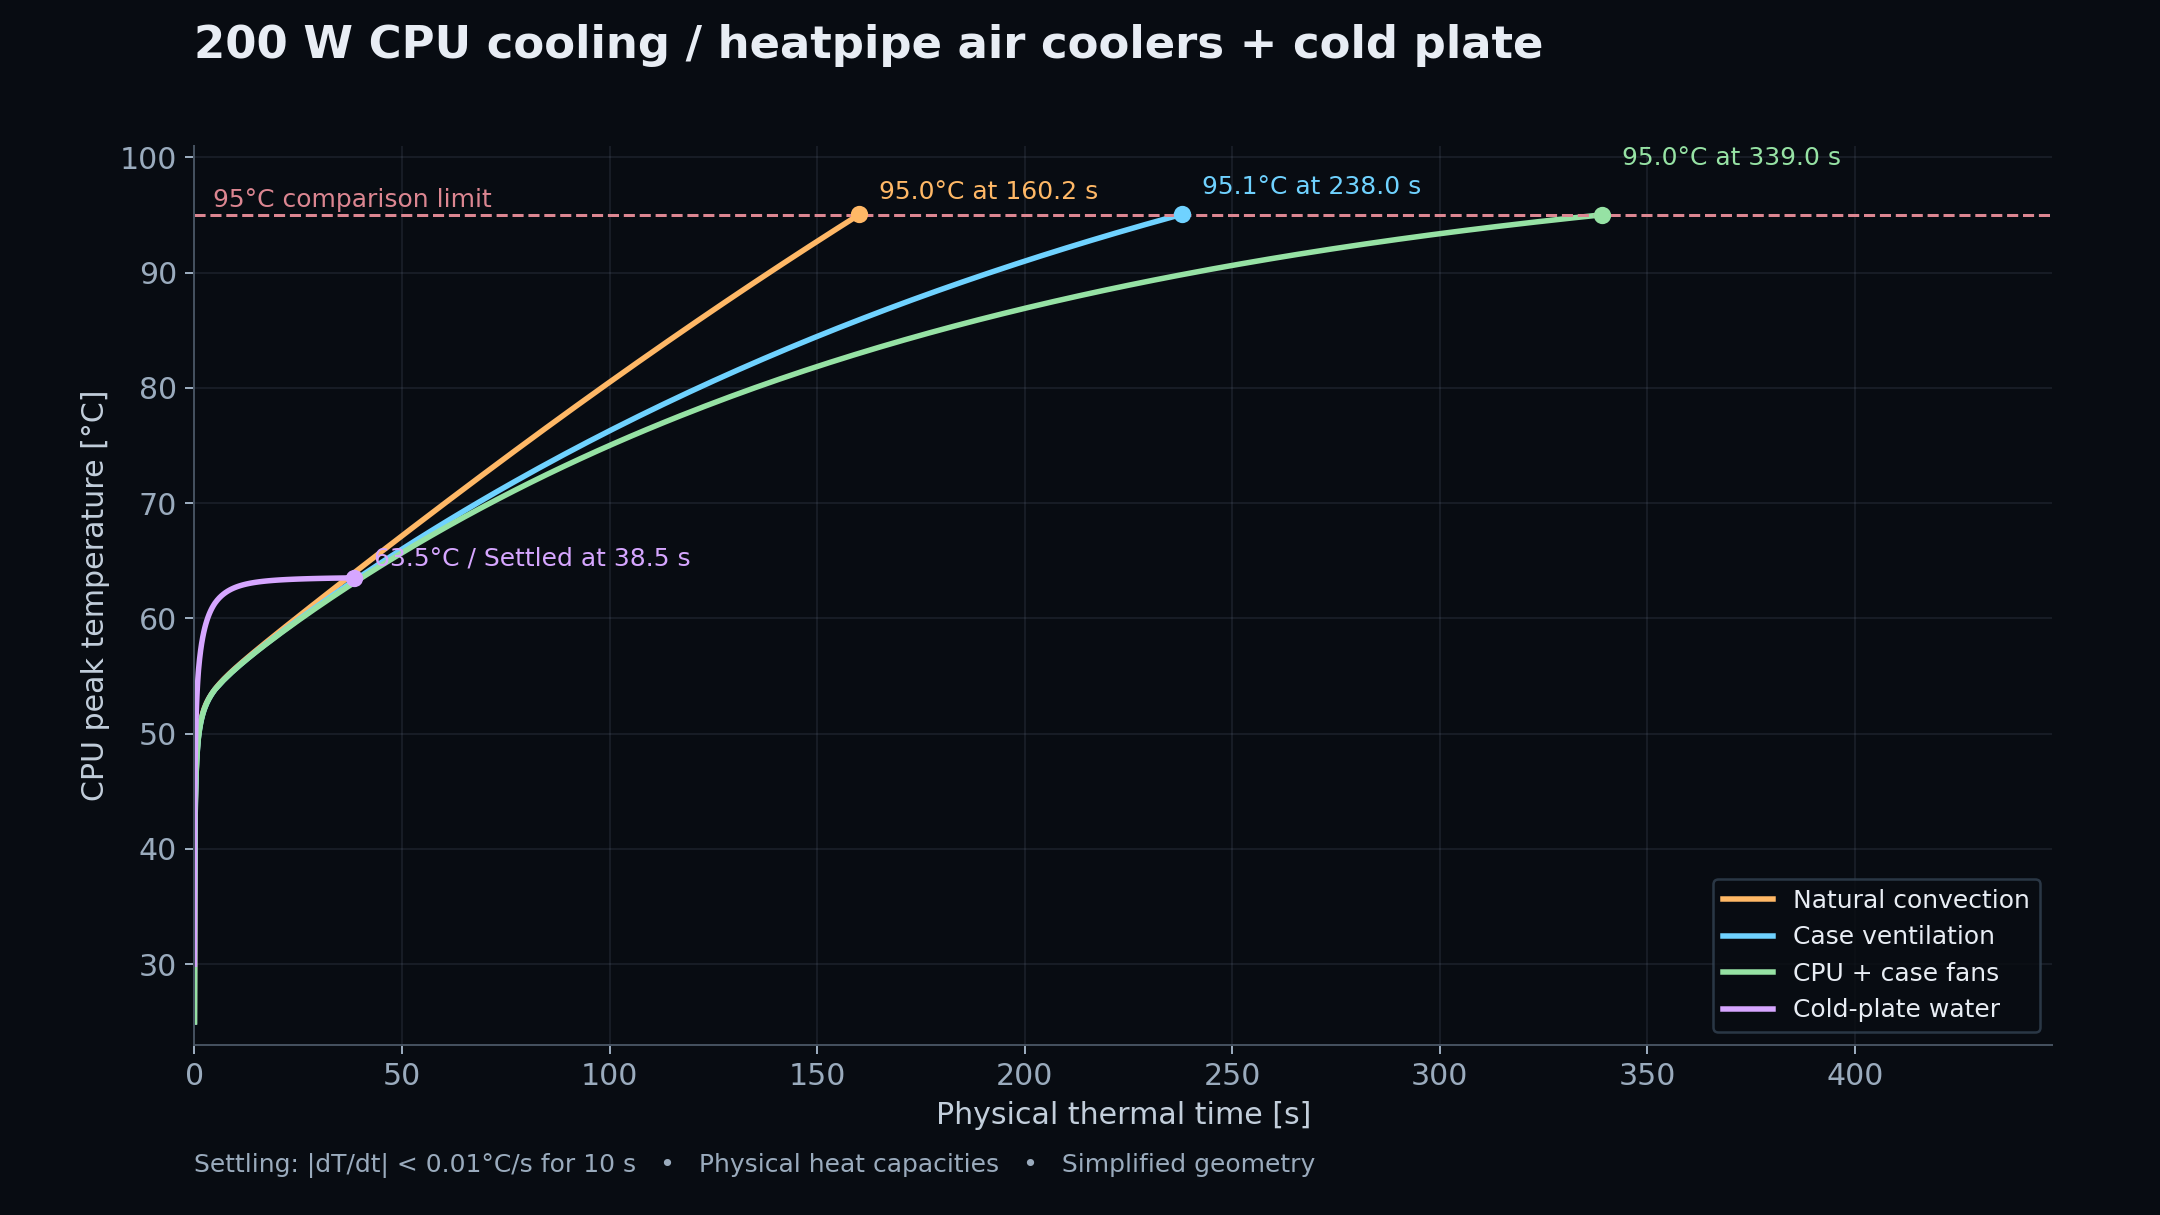 200 W CPU cooling / heatpipe air coolers + cold plate
95.0°C at 339.0 s
95.1°C at 238.0 s
95.0°C at 160.2 s
95°C comparison limit
63.5°C / Settled at 38.5 s
CPU peak temperature [°C]
100
90
80
70
60
50
40
30
Natural convection
Case ventilation
CPU + case fans
Cold-plate water
0
50
100
150
200
250
300
350
400
Physical thermal time [s]
Settling: |dT/dt| < 0.01°C/s for 10 s • Physical heat capacities • Simplified geometry